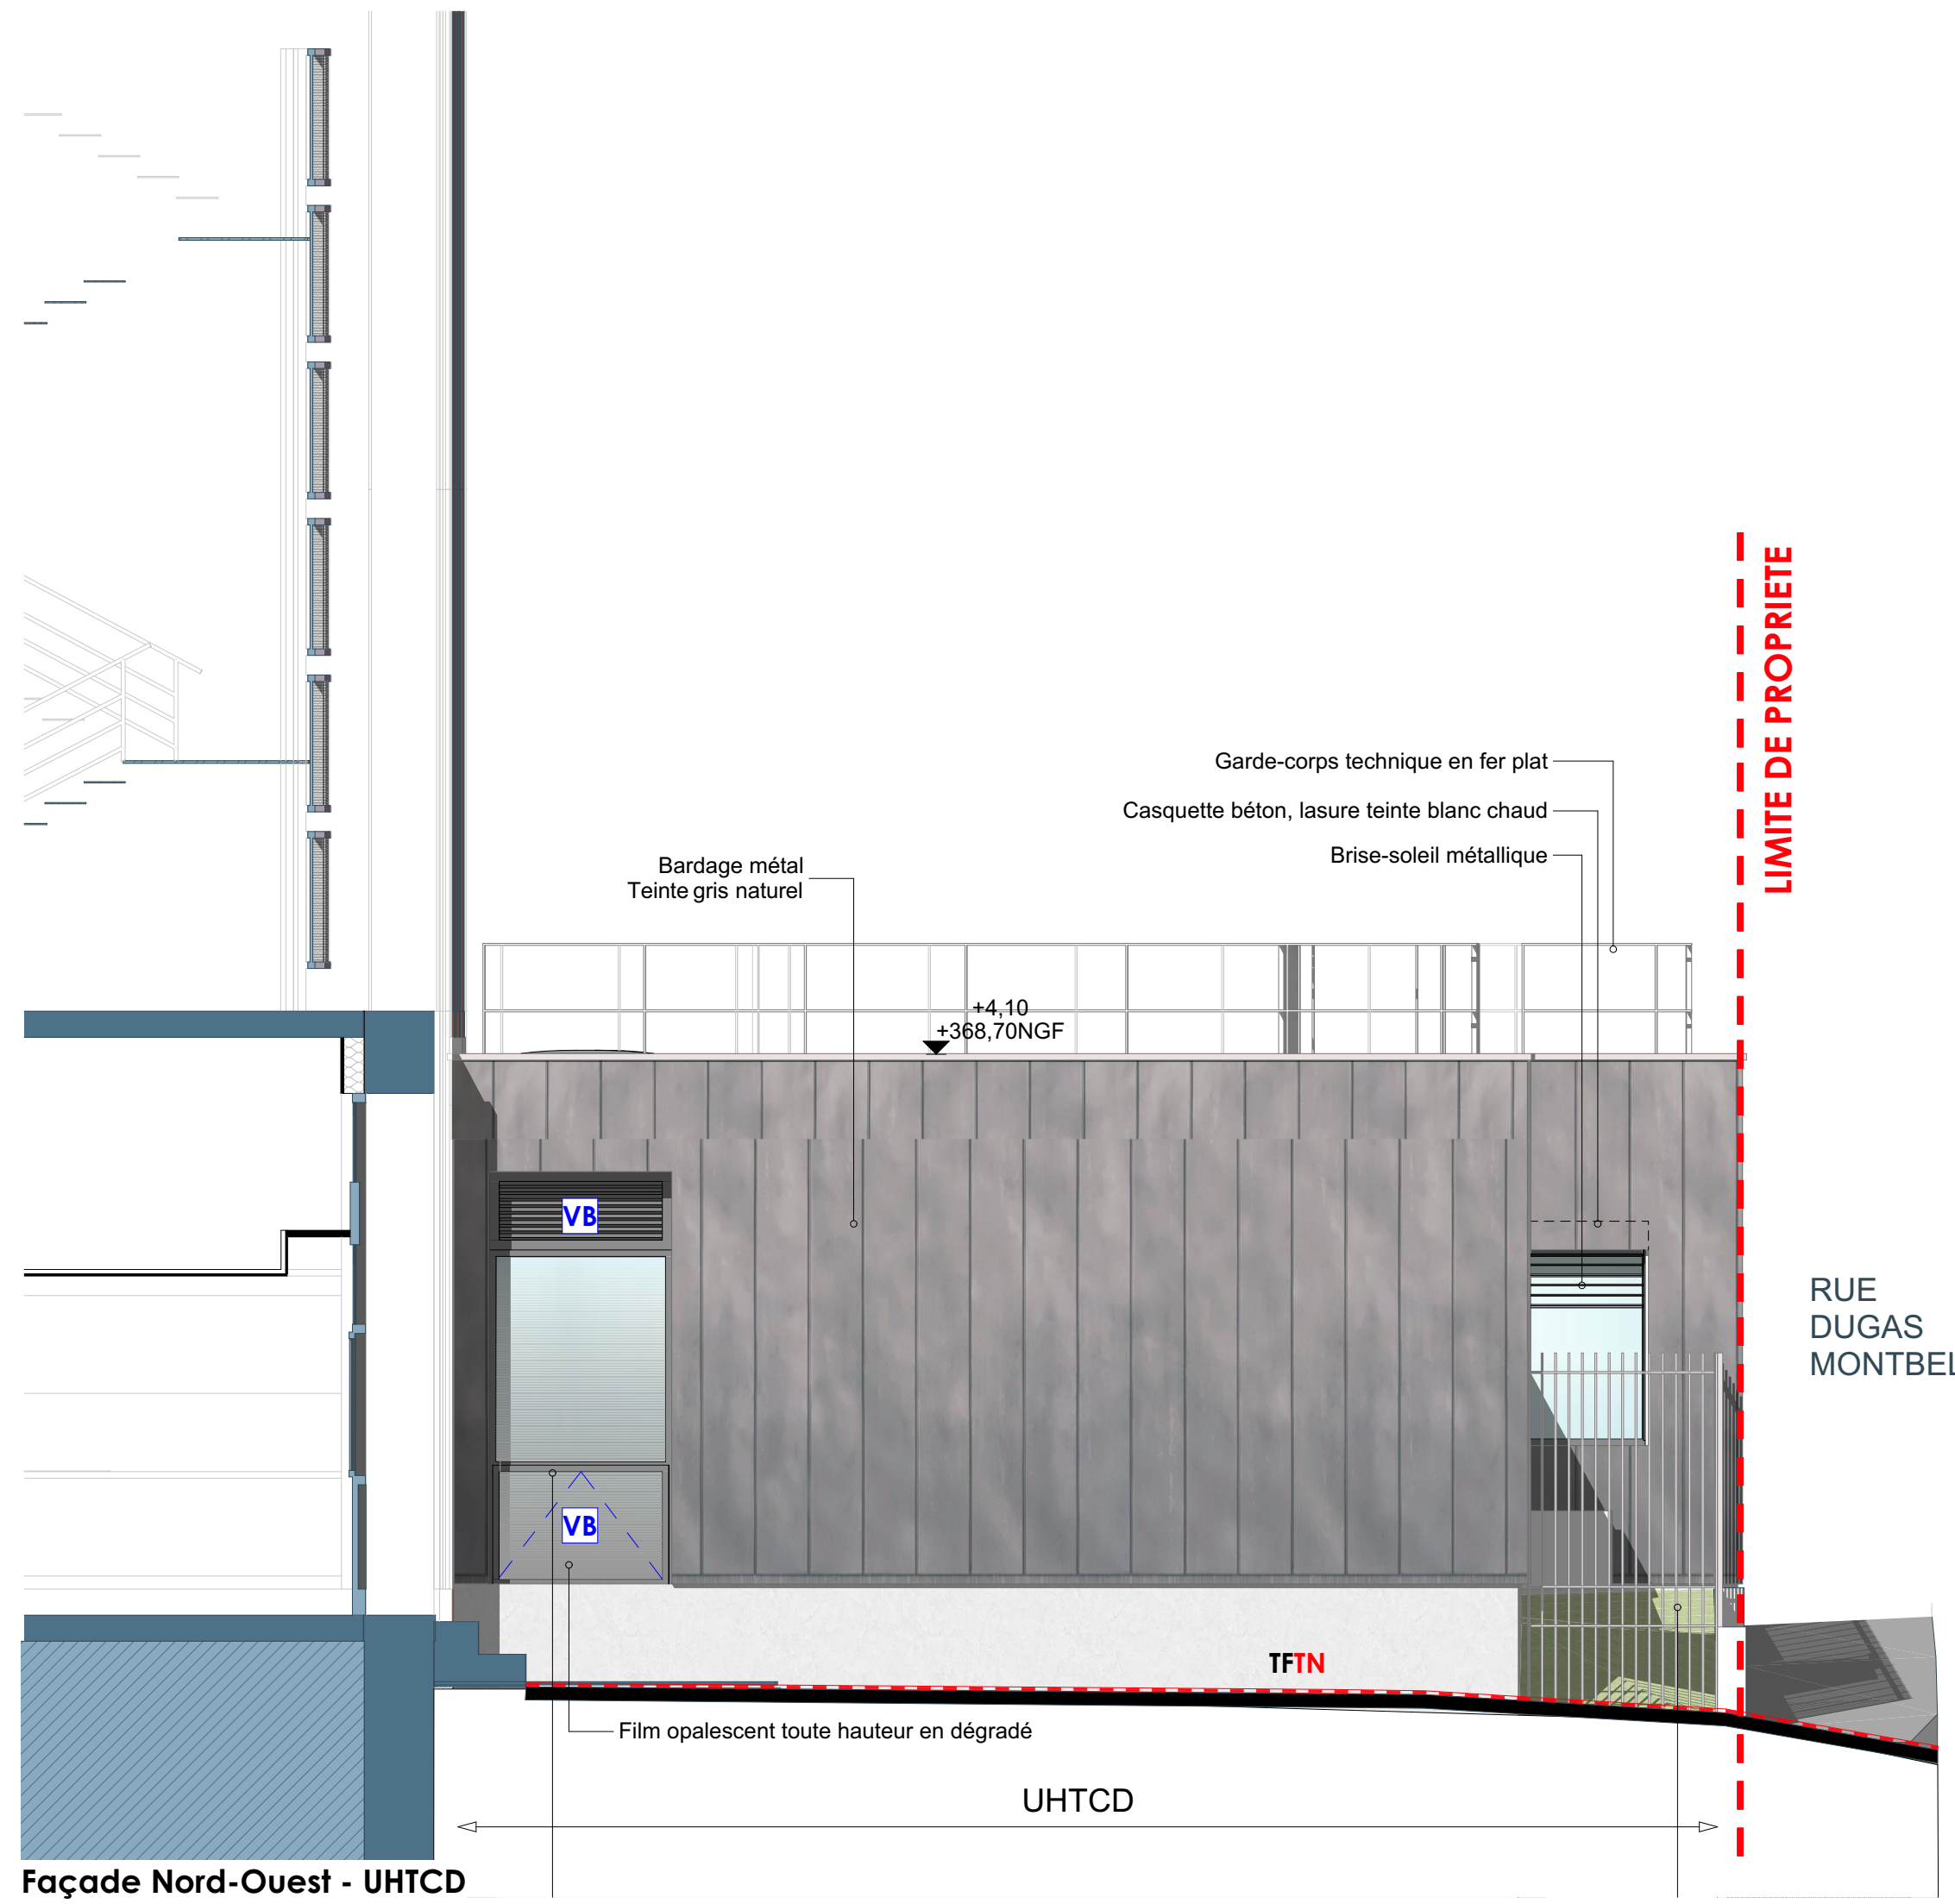 LIMITE DE PROPRIETE
Garde-corps technique en fer plat
Casquette béton, lasure teinte blanc chaud
Brise-soleil métallique
Bardage métal
Teinte gris naturel
+4,10
+368,70NGF
VB
RUE
DUGAS
MONTBEL
VB
TFTN
Film opalescent toute hauteur en dégradé
UHTCD
Façade Nord-Ouest - UHTCD